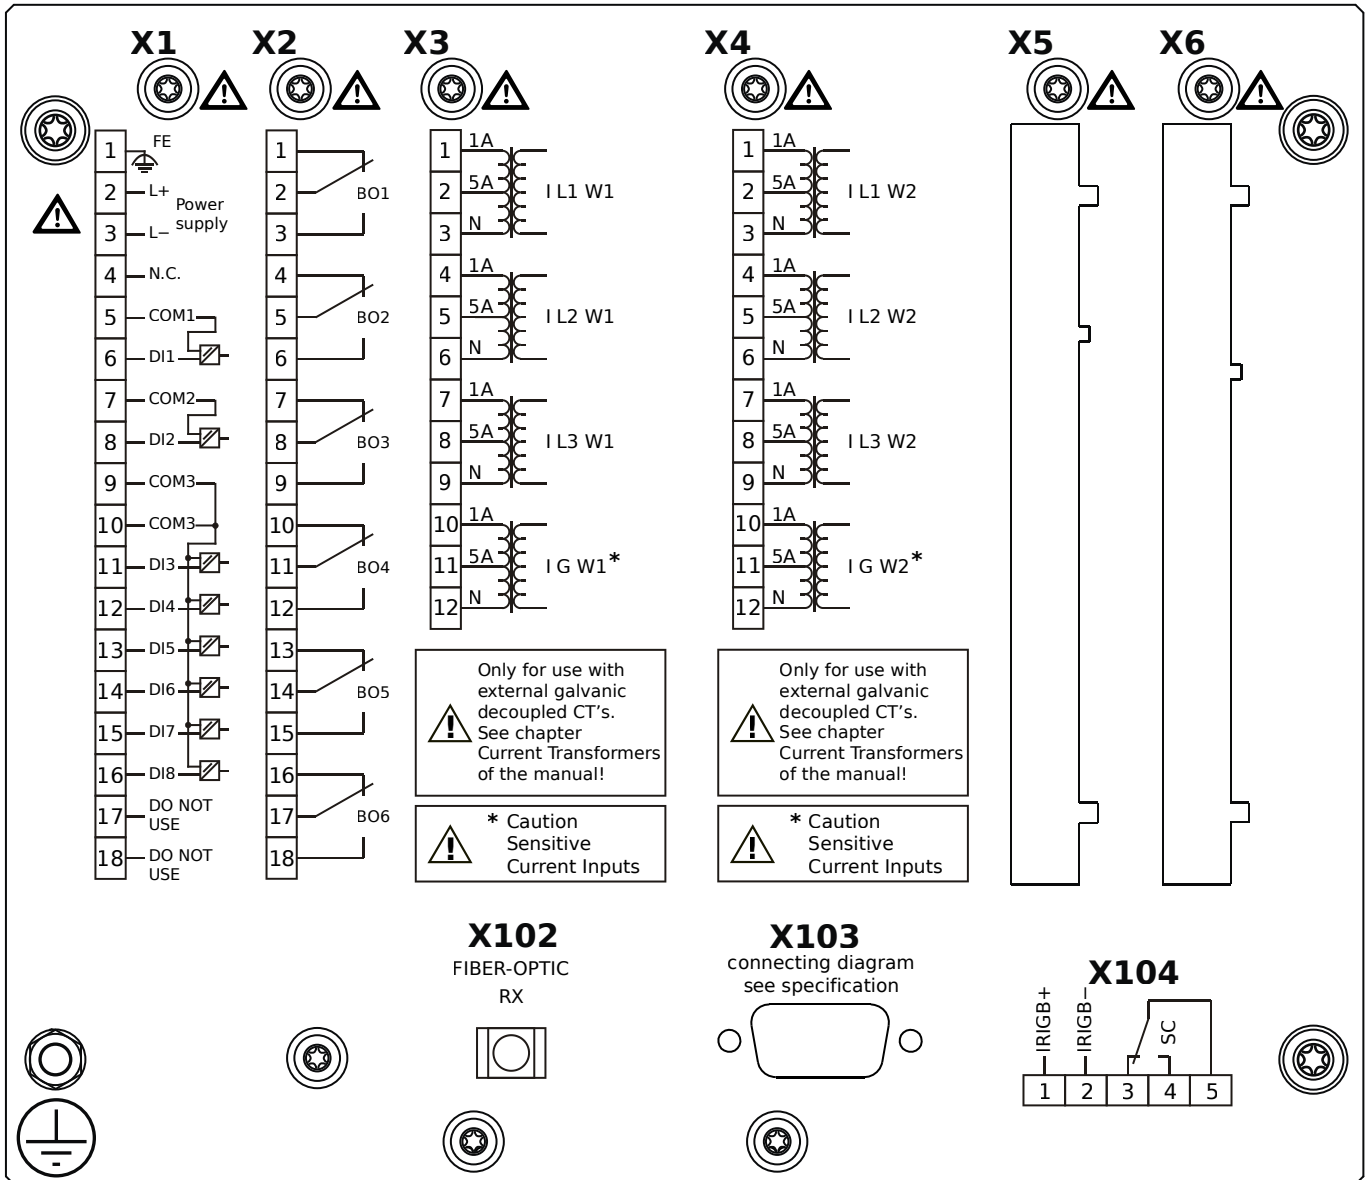 X1 X2 X3 X4 X5 X6
1 FE
2 L+
Power
supply
3 L−
4 N.C.
5 COM1
6 DI1
7 COM2
8 DI2
9 COM3
10 COM3
11 DI3
12 DI4
13 DI5
14 DI6
15 DI7
16 DI8
17 DO NOT
USE
18 DO NOT
USE
1
2 BO1
3
4
5 BO2
6
7
8 BO3
9
10
11 BO4
12
13
14 BO5
15
16
17 BO6
18
1 1A
2 5A I L1 W1
3 N
4 1A
5 5A I L2 W1
6 N
7 1A
8 5A I L3 W1
9 N
10 1A
11 5A I G W1*
12 N
Only for use with
external galvanic
decoupled CT's.
See chapter
Current Transformers
of the manual!
* Caution
Sensitive
Current Inputs
1 1A
2 5A I L1 W2
3 N
4 1A
5 5A I L2 W2
6 N
7 1A
8 5A I L3 W2
9 N
10 1A
11 5A I G W2*
12 N
Only for use with
external galvanic
decoupled CT's.
See chapter
Current Transformers
of the manual!
* Caution
Sensitive
Current Inputs
X102
FIBER-OPTIC
RX
X103
connecting diagram
see specification
X104
IRIGB+
IRIGB−
SC
1 2 3 4 5